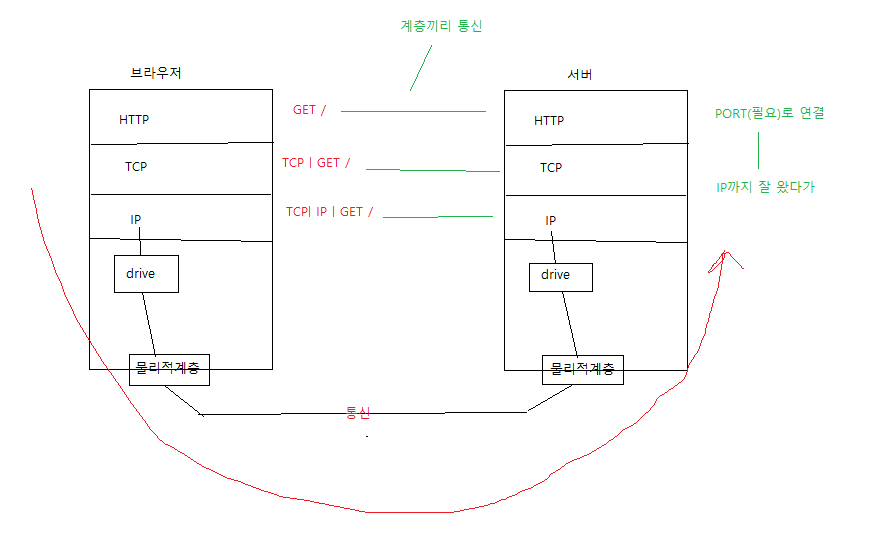 계층끼리 통신
브라우저
서버
HTTP
GET /
HTTP
PORT(필요)로 연결
TCP
TCP | GET /
TCP
IP까지 잘 왔다가
IP
TCP| IP | GET /
IP
drive
drive
물리적계층
물리적계층
통신